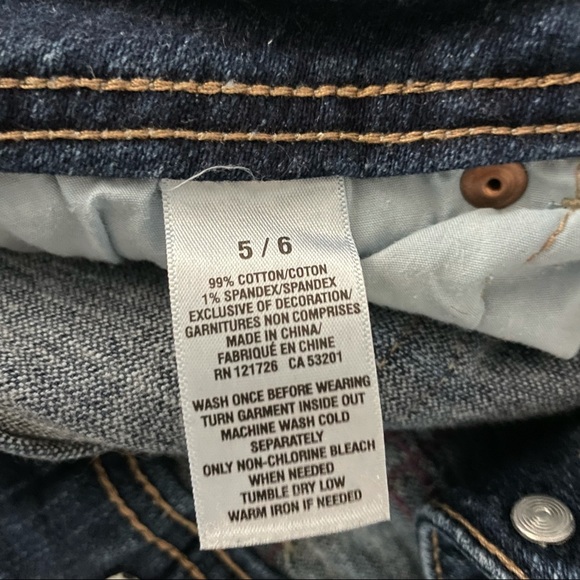 5 / 6
99% COTTON/COTON
1% SPANDEX/SPANDEX
EXCLUSIVE OF DECORATION/
GARNITURES NON COMPRISES
MADE IN CHINA/
FABRIQUÉ EN CHINE
RN 121726 CA 53201
WASH ONCE BEFORE WEARING
TURN GARMENT INSIDE OUT
MACHINE WASH COLD
SEPARATELY
ONLY NON-CHLORINE BLEACH
WHEN NEEDED
TUMBLE DRY LOW
WARM IRON IF NEEDED